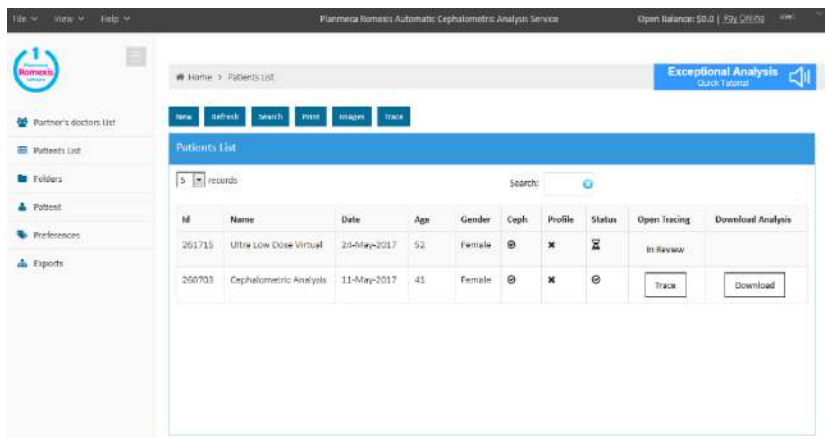 File View Help Planmeca Romexis Automatic Cephalometric Analysis Service Open Balance: $0.0 | Pay Online
1
Planmeca
Romexis
Home > Patients List
Exceptional Analysis
Quick Tutorial
New Refresh Search Print Images Trace
Partner's doctors List
Patients List
Folders
Patient
Preferences
Exports
Patients List
5 records Search:
Id Name Date Age Gender Ceph Profile Status Open Tracing Download Analysis
261715 Ultra Low Dose Virtual 24-May-2017 52 Female In Review
260703 Cephalometric Analysis 11-May-2017 41 Female Trace Download